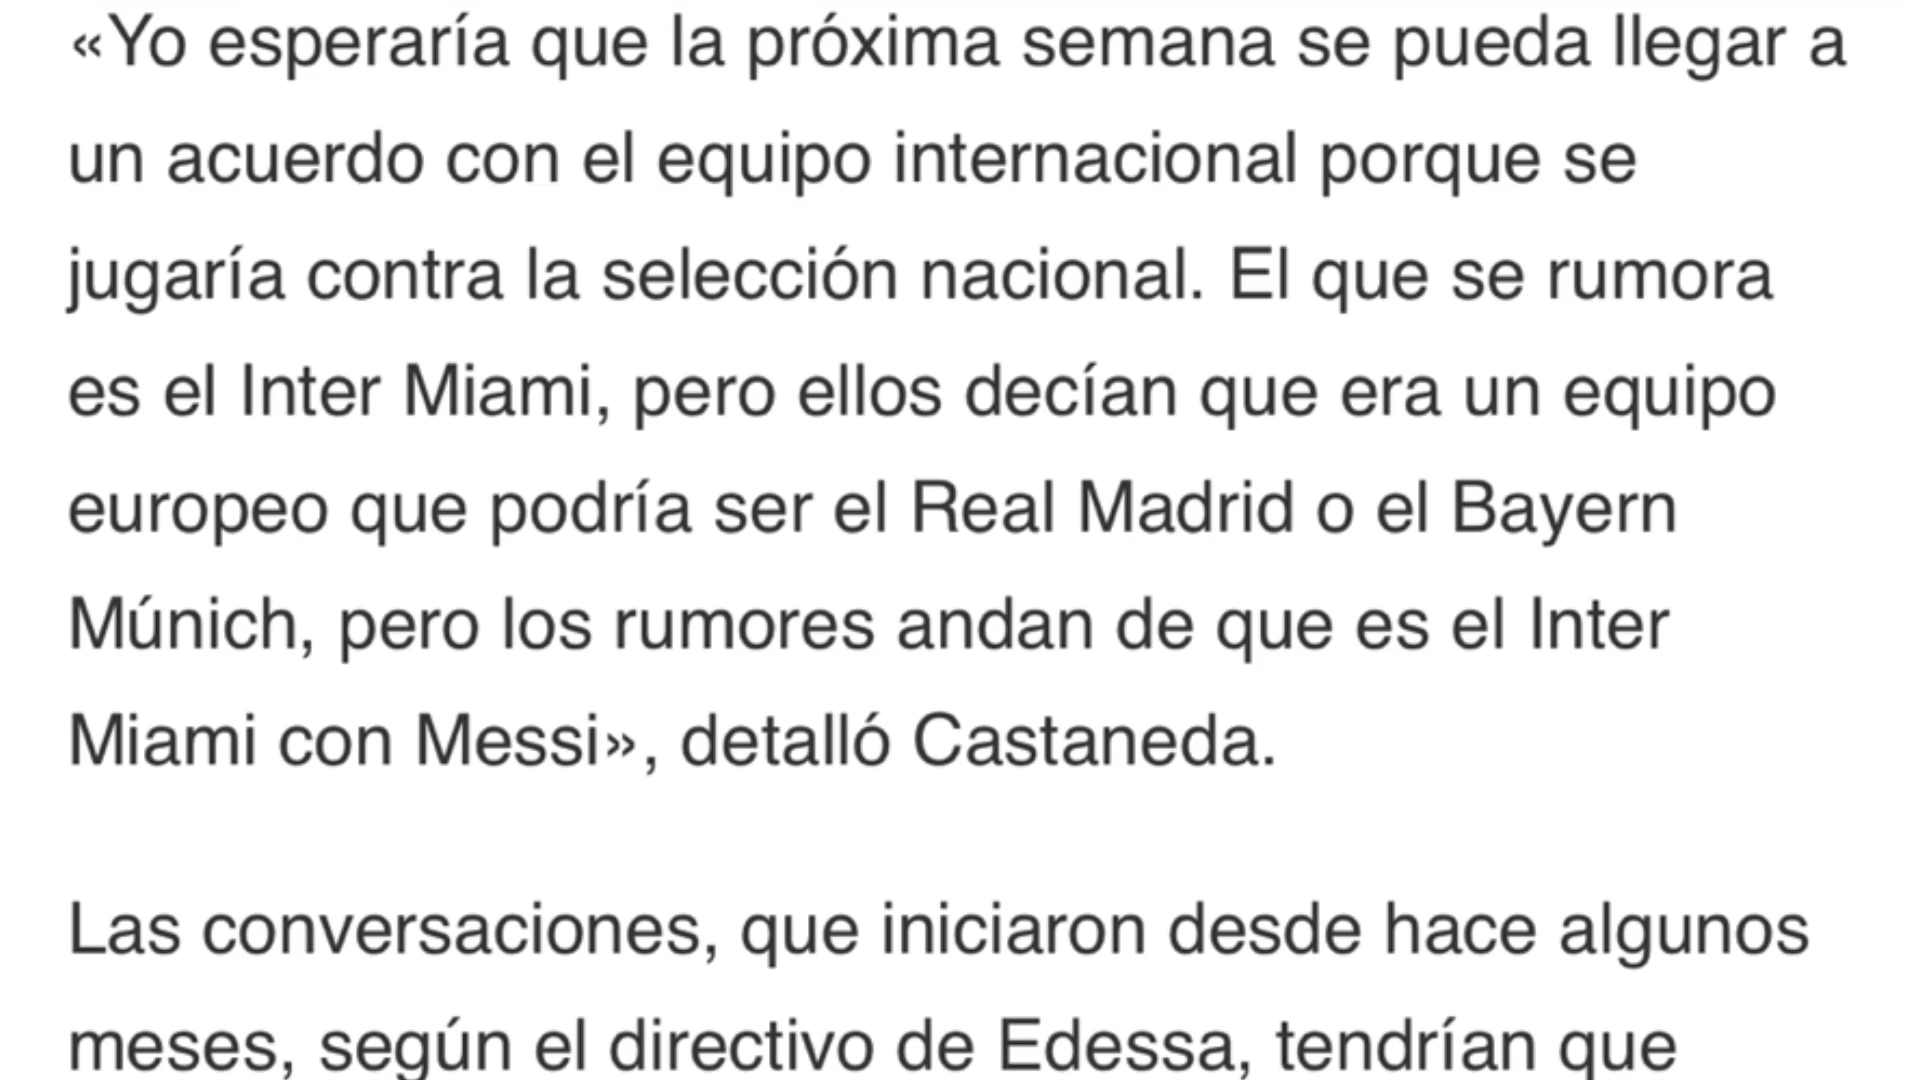 «Yo esperaría que la próxima semana se pueda llegar a
un acuerdo con el equipo internacional porque se
jugaría contra la selección nacional. El que se rumora
es el Inter Miami, pero ellos decían que era un equipo
europeo que podría ser el Real Madrid o el Bayern
Múnich, pero los rumores andan de que es el Inter
Miami con Messi», detalló Castaneda.
Las conversaciones, que iniciaron desde hace algunos
meses, según el directivo de Edessa, tendrían que